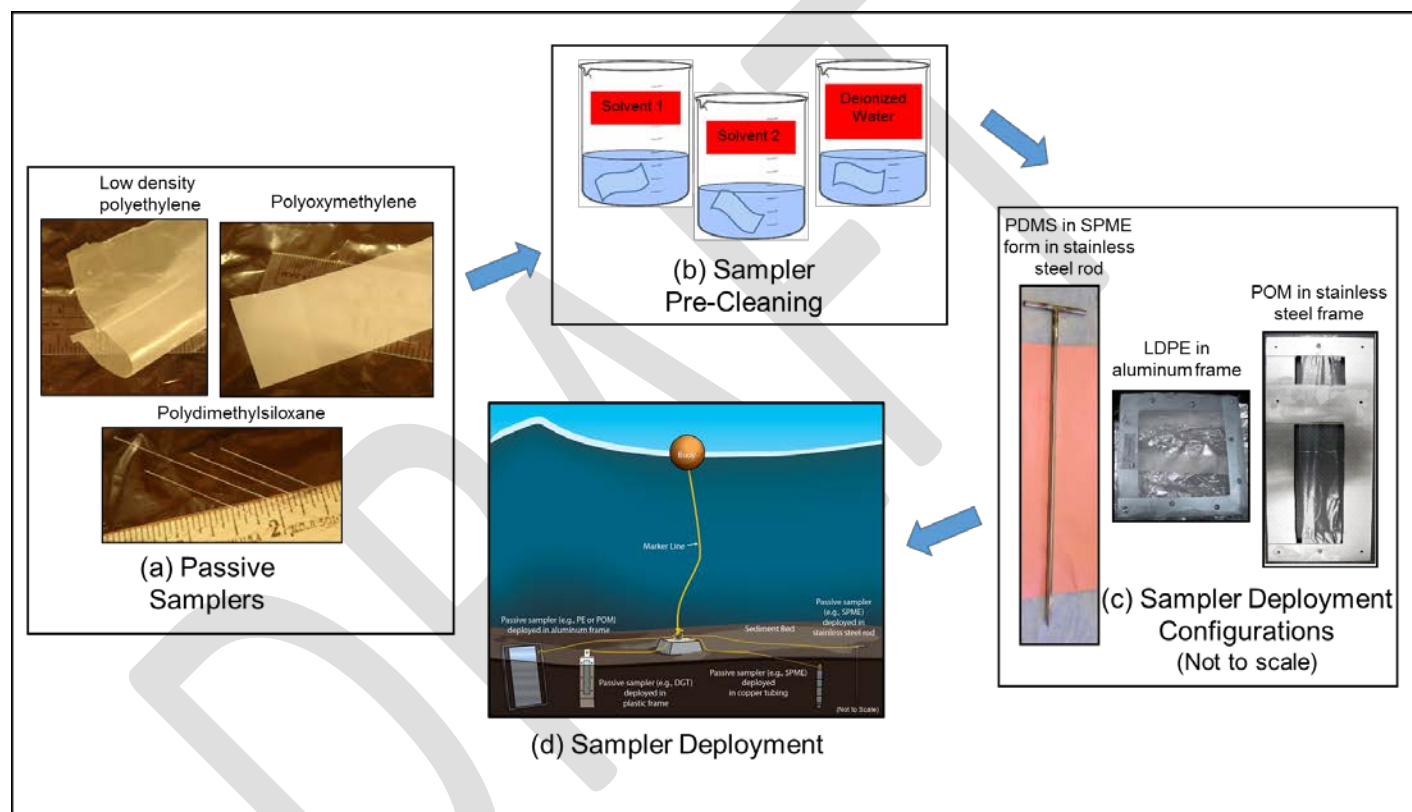 Low density
polyethylene
Polyoxymethylene
Polydimethylsiloxane
2
(a) Passive
Samplers
Solvent 1
Solvent 2
Deionized
Water
(b) Sampler
Pre-Cleaning
PDMS in SPME
form in stainless
steel rod
LDPE in
aluminum frame
POM in stainless
steel frame
(c) Sampler Deployment
Configurations
(Not to scale)
Buoy
Marker Line
Sediment Bed
Passive sampler (e.g., PE or POM)
deployed in aluminum frame
Passive sampler (e.g., DGT)
deployed in
plastic frame
Passive sampler (e.g., SPME)
deployed
in copper tubing
Passive sampler
(e.g., SPME)
deployed in
stainless steel rod
(Not to Scale)
(d) Sampler Deployment
DRAFT